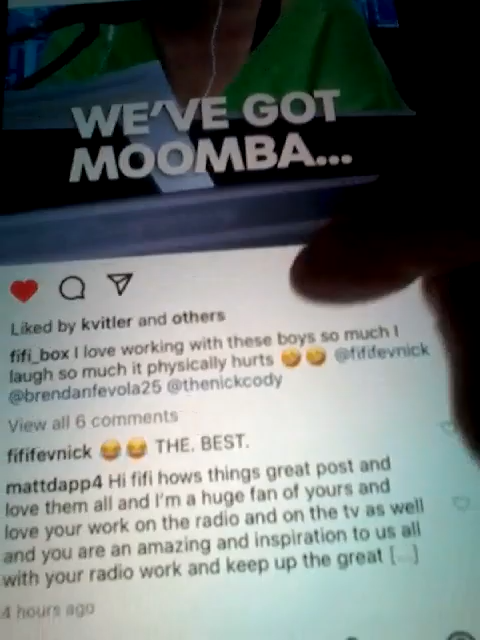 WE'VE GOT
MOOMBA...
Liked by kvitler and others
fifi_box I love working with these boys so much I
laugh so much it physically hurts 🤣🤣 @fififevnick
@brendanfevola25 @thenickcody
View all 6 comments
fififevnick 😂😂 THE. BEST.
mattdapp4 Hi fifi hows things great post and
love them all and I'm a huge fan of yours and
love your work on the radio and on the tv as well
and you are an amazing and inspiration to us all
with your radio work and keep up the great [...]
4 hours ago